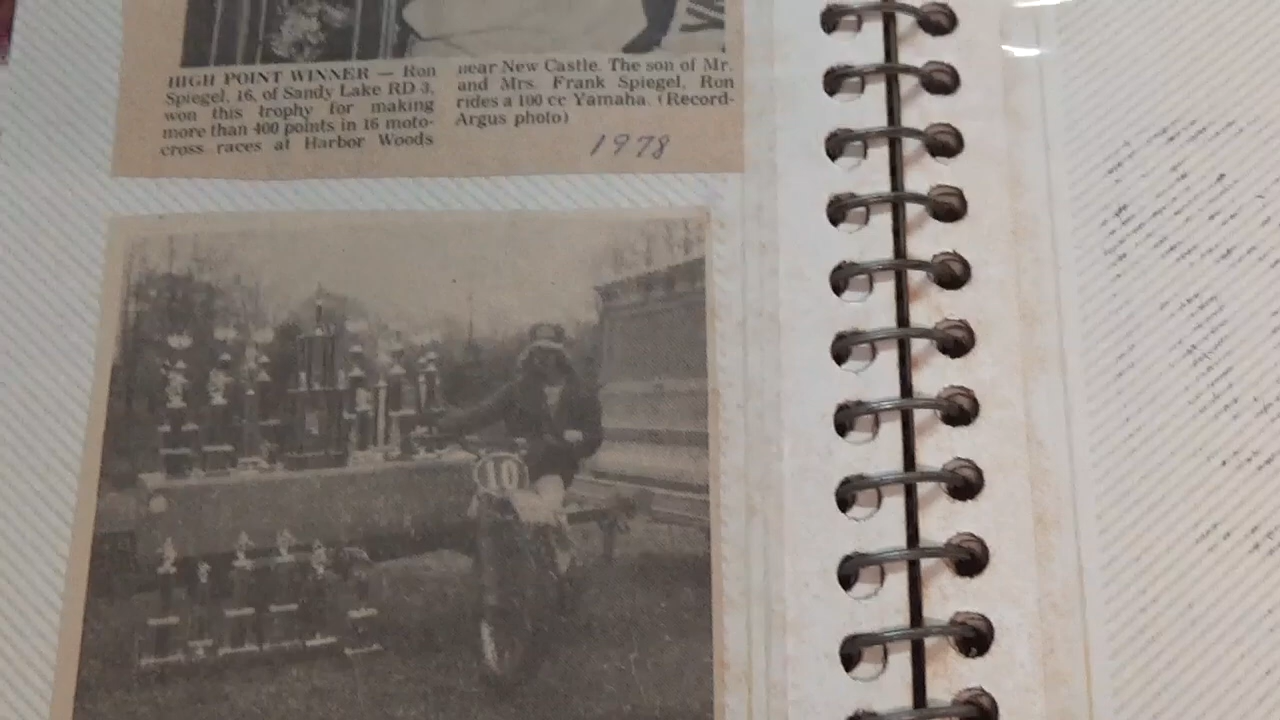 HIGH POINT WINNER — Ron
Spiegel, 16, of Sandy Lake RD 3,
won this trophy for making
more than 400 points in 16 moto-
cross races at Harbor Woods
near New Castle. The son of Mr.
and Mrs. Frank Spiegel, Ron
rides a 100 cc Yamaha. (Record-
Argus photo)
1978
10